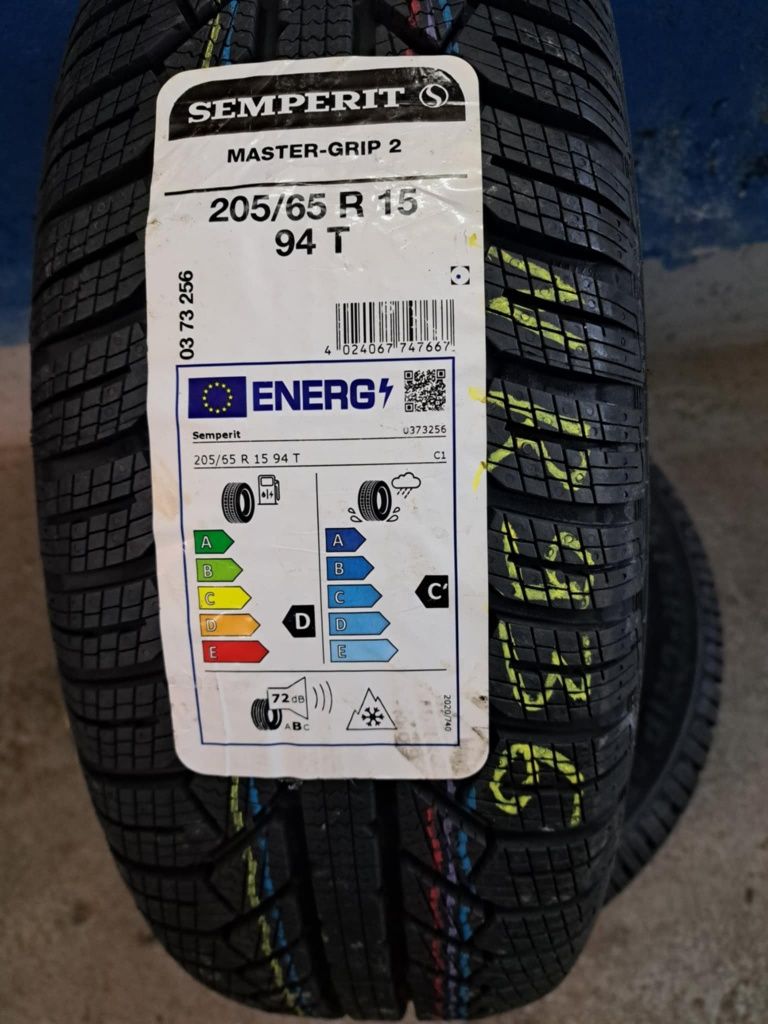 SEMPERIT
MASTER-GRIP 2
205/65 R 15
94 T
03 73 256
4 024067 747667
ENERG
Semperit
0373256
205/65 R 15 94 T
C1
A
A
B
B
C
C
C
D
D
D
E
E
72 dB
ABC
2020/740